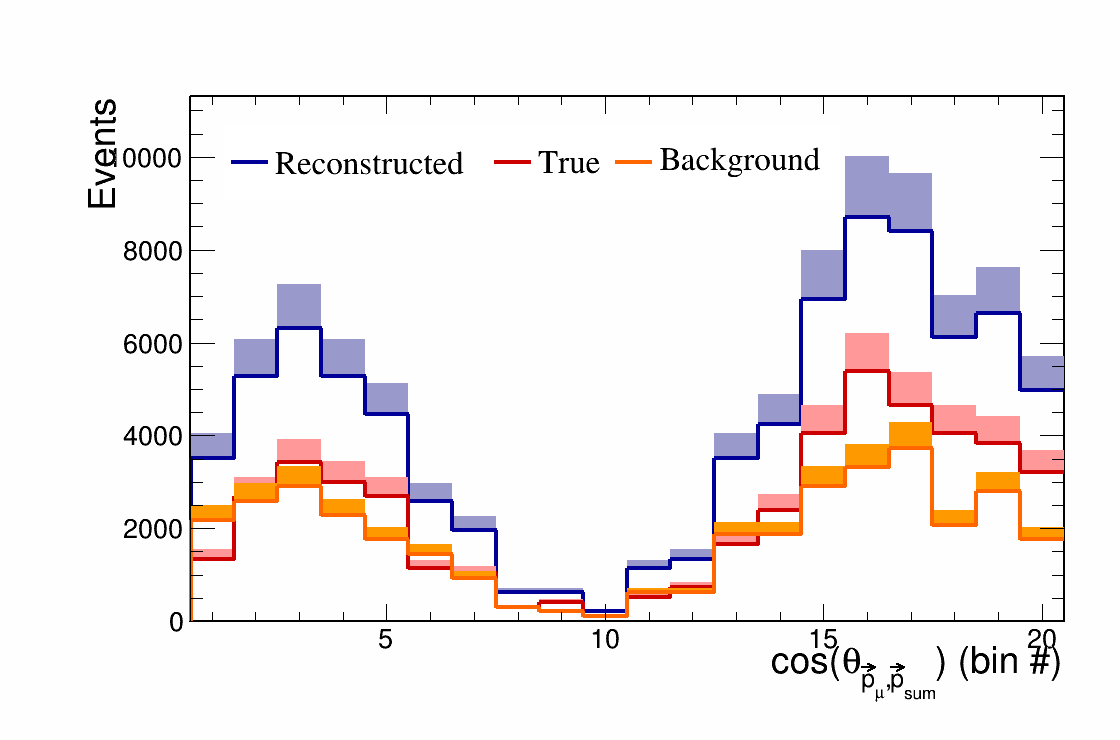 Events
10000
8000
6000
4000
2000
0
Reconstructed True Background
5 10 15 20
cos(θ p⃗μ,p⃗sum) (bin #)